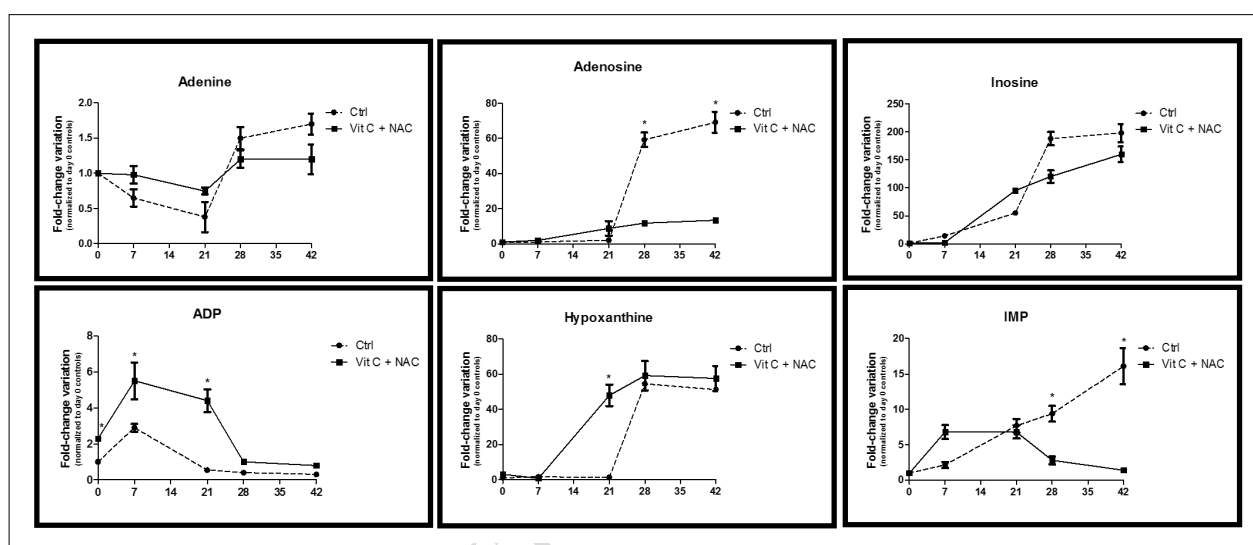 Adenine
Fold-change variation
(normalized to day 0 controls)
2.0
1.5
1.0
0.5
0.0
0 7 14 21 28 35 42
Ctrl
Vit C + NAC
Adenosine
Fold-change variation
(normalized to day 0 controls)
80
60
40
20
0
0 7 14 21 28 35 42
* *
Ctrl
Vit C + NAC
Inosine
Fold-change variation
(normalized to day 0 controls)
250
200
150
100
50
0
0 7 14 21 28 35 42
Ctrl
Vit C + NAC
ADP
Fold-change variation
(normalized to day 0 controls)
8
6
4
2
0
0 7 14 21 28 35 42
* * *
Ctrl
Vit C + NAC
Hypoxanthine
Fold-change variation
(normalized to day 0 controls)
80
60
40
20
0
0 7 14 21 28 35 42
*
Ctrl
Vit C + NAC
IMP
Fold-change variation
(normalized to day 0 controls)
20
15
10
5
0
0 7 14 21 28 35 42
* *
Ctrl
Vit C + NAC